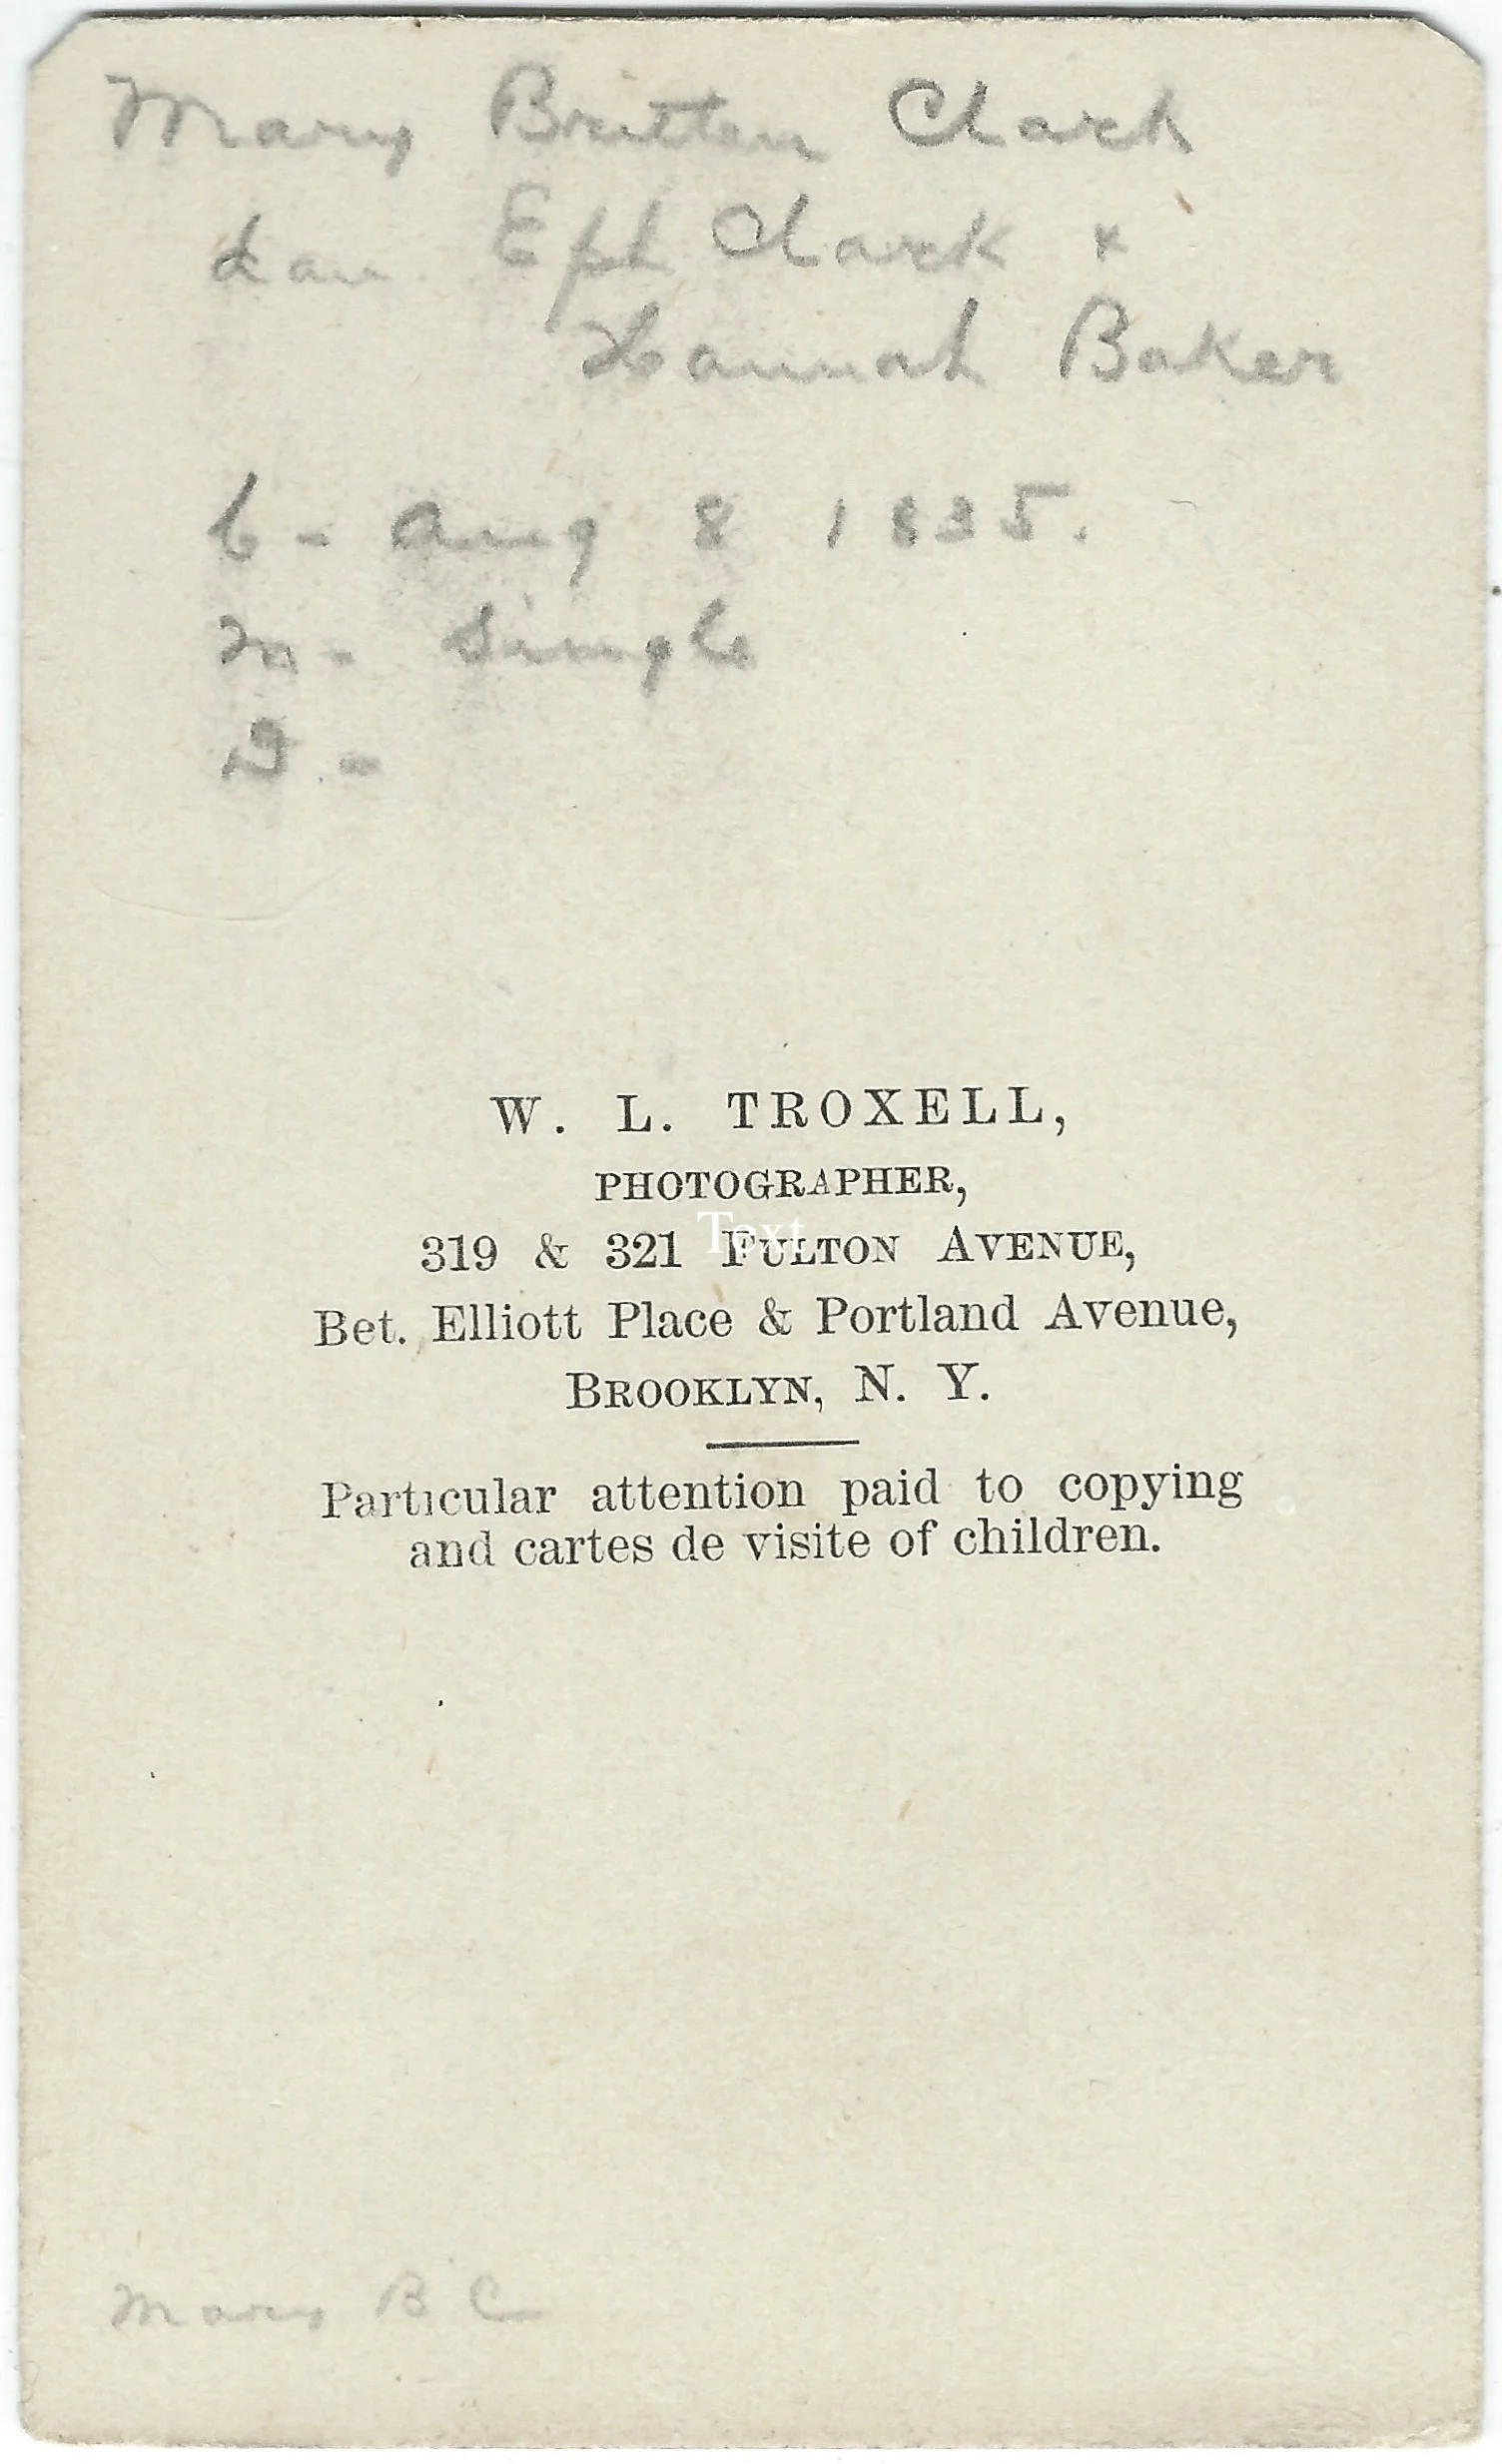 Mary Britten Clark
dau Eph Clark &
Hannah Baker
b- Aug 8 1835.
m- Single
D.-
W. L. TROXELL,
PHOTOGRAPHER,
319 & 321 FULTON AVENUE,
Text
Bet. Elliott Place & Portland Avenue,
BROOKLYN, N. Y.
Particular attention paid to copying
and cartes de visite of children.
Mary B C